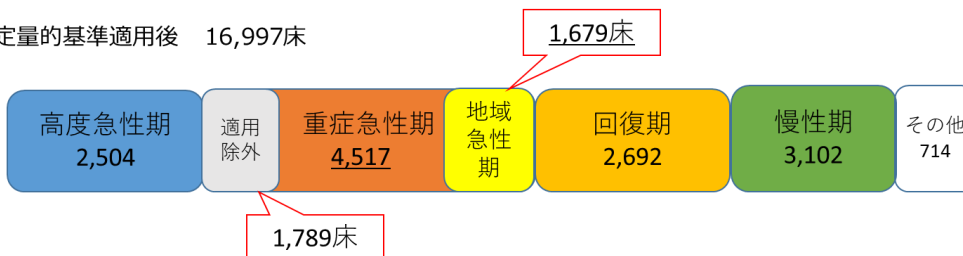 定量的基準適用後 16,997床
1,679床
高度急性期
2,504
適用
除外
重症急性期
4,517
地域
急性
期
回復期
2,692
慢性期
3,102
その他
714
1,789床